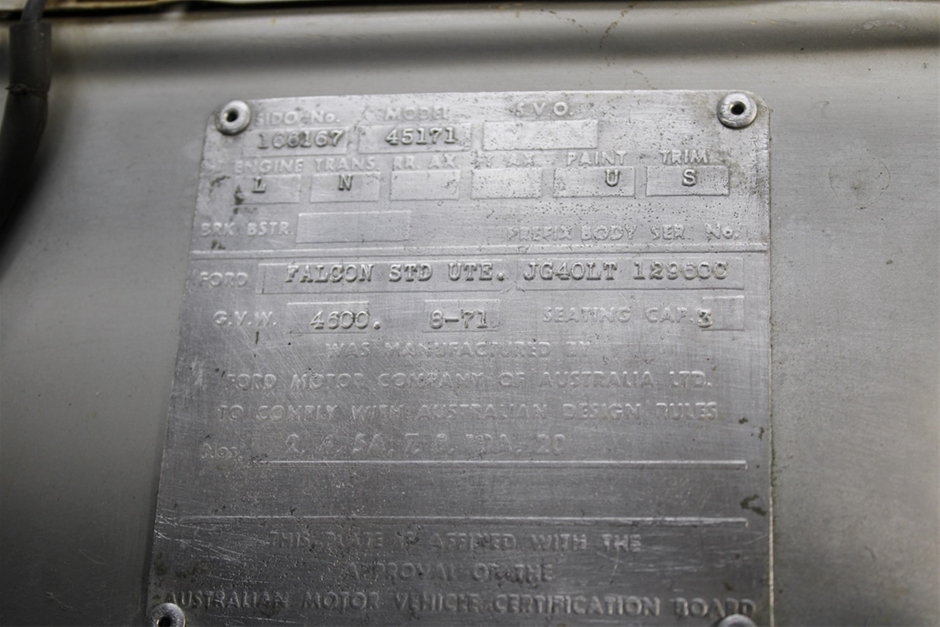 SIDO. No. MODEL S.V.O.
45171
ENGINE TRANS. RR AX FT AX PAINT TRIM
L N U S
BRK BSTR PREFIX BODY SER. No.
FORD FALCON STD UTE. JG40LT
G.V.W. 4600. 8-71 SEATING CAP. 3
WAS MANUFACTURED BY
FORD MOTOR COMPANY OF AUSTRALIA LTD.
TO COMPLY WITH AUSTRALIAN DESIGN RULES
Nos.
THIS PLATE IS AFFIXED WITH THE
APPROVAL OF THE
AUSTRALIAN MOTOR VEHICLE CERTIFICATION BOARD